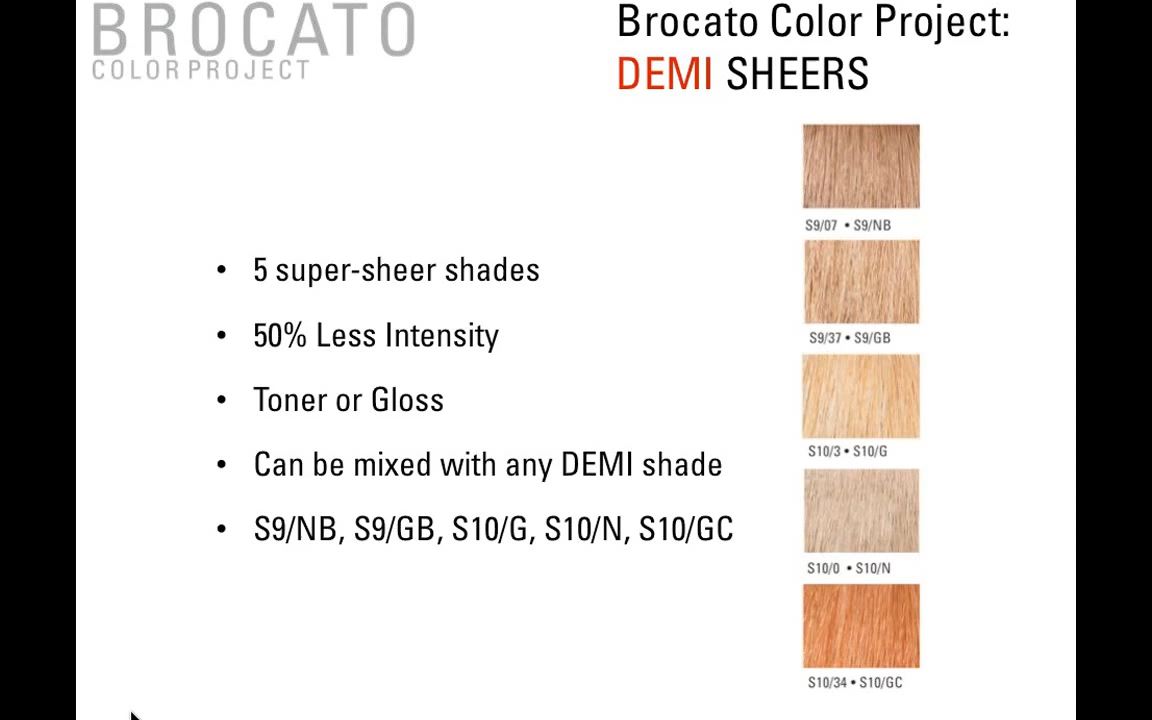 BROCATO
COLOR PROJECT
Brocato Color Project:
DEMI SHEERS
• 5 super-sheer shades
• 50% Less Intensity
• Toner or Gloss
• Can be mixed with any DEMI shade
• S9/NB, S9/GB, S10/G, S10/N, S10/GC
S9/07 • S9/NB
S9/37 • S9/GB
S10/3 • S10/G
S10/0 • S10/N
S10/34 • S10/GC